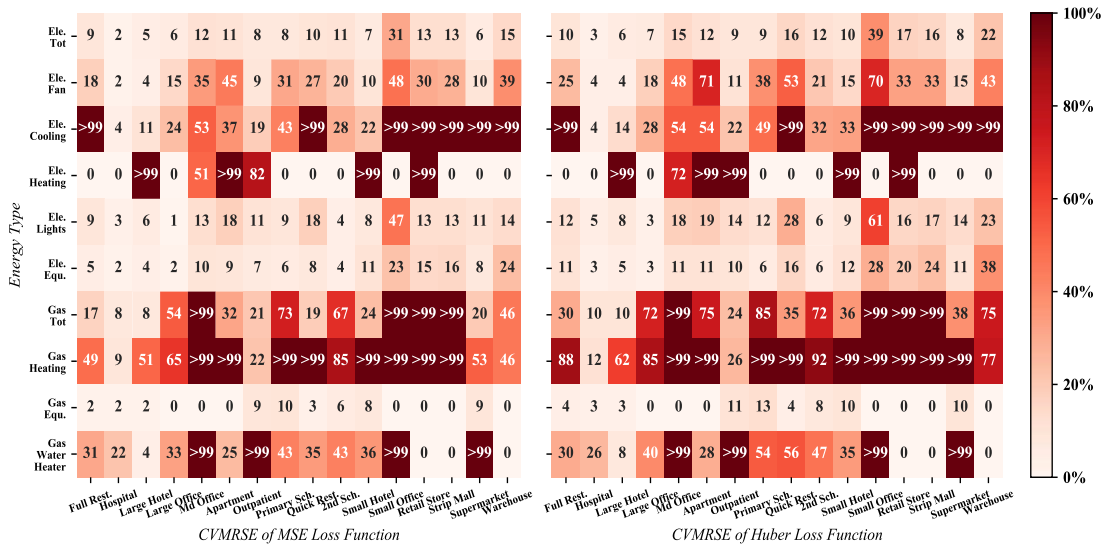 Ele.
Tot
9 2 5 6 12 11 8 8 10 11 7 31 13 13 6 15
10 3 6 7 15 12 9 9 16 12 10 39 17 16 8 22
Ele.
Fan
18 2 4 15 35 45 9 31 27 20 10 48 30 28 10 39
25 4 4 18 48 71 11 38 53 21 15 70 33 33 15 43
Ele.
Cooling
>99 4 11 24 53 37 19 43 >99 28 22 >99 >99 >99 >99 >99
>99 4 14 28 54 54 22 49 >99 32 33 >99 >99 >99 >99 >99
Ele.
Heating
0 0 >99 0 51 >99 82 0 0 0 >99 0 >99 0 0 0
0 0 >99 0 72 >99 >99 0 0 0 >99 0 >99 0 0 0
Ele.
Lights
9 3 6 1 13 18 11 9 18 4 8 47 13 13 11 14
12 5 8 3 18 19 14 12 28 6 9 61 16 17 14 23
Ele.
Equ.
5 2 4 2 10 9 7 6 8 4 11 23 15 16 8 24
11 3 5 3 11 11 10 6 16 6 12 28 20 24 11 38
Gas
Tot
17 8 8 54 >99 32 21 73 19 67 24 >99 >99 >99 20 46
30 10 10 72 >99 75 24 85 35 72 36 >99 >99 >99 38 75
Gas
Heating
49 9 51 65 >99 >99 22 >99 >99 85 >99 >99 >99 >99 53 46
88 12 62 85 >99 >99 26 >99 >99 92 >99 >99 >99 >99 >99 77
Gas
Equ.
2 2 2 0 0 0 9 10 3 6 8 0 0 0 9 0
4 3 3 0 0 0 11 13 4 8 10 0 0 0 10 0
Gas
Water
Heater
31 22 4 33 >99 25 >99 43 35 43 36 >99 0 0 >99 0
30 26 8 40 >99 28 >99 54 56 47 35 >99 0 0 >99 0
Energy Type
Full Rest.
Hospital
Large Hotel
Large Office
Md Office
Apartment
Outpatient
Primary Sch.
Quick Rest.
2nd Sch.
Small Hotel
Small Office
Retail Store
Strip Mall
Supermarket
Warehouse
CVMRSE of MSE Loss Function
Full Rest.
Hospital
Large Hotel
Large Office
Md Office
Apartment
Outpatient
Primary Sch.
Quick Rest.
2nd Sch.
Small Hotel
Small Office
Retail Store
Strip Mall
Supermarket
Warehouse
CVMRSE of Huber Loss Function
100%
80%
60%
40%
20%
0%